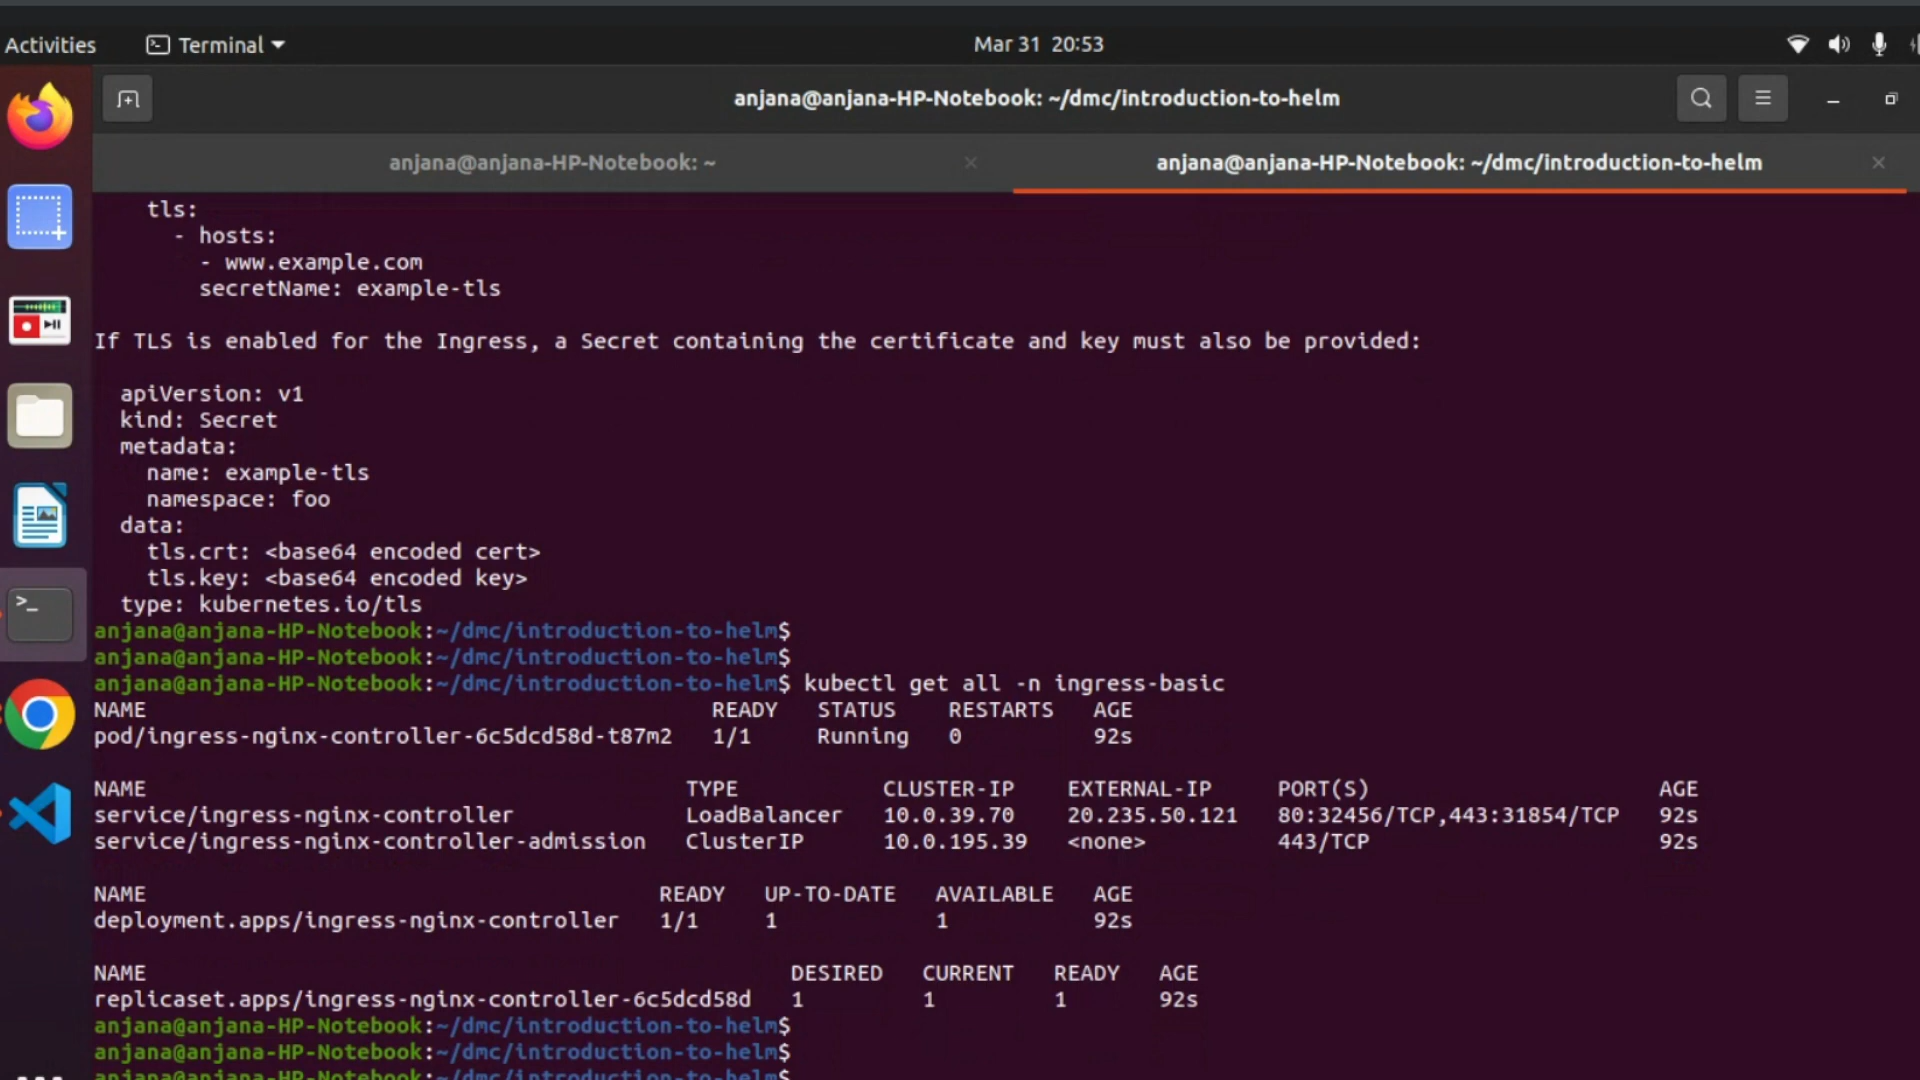 Activities Terminal Mar 31 20:53
anjana@anjana-HP-Notebook: ~/dmc/introduction-to-helm
anjana@anjana-HP-Notebook: ~ × anjana@anjana-HP-Notebook: ~/dmc/introduction-to-helm ×
tls:
- hosts:
- www.example.com
secretName: example-tls
If TLS is enabled for the Ingress, a Secret containing the certificate and key must also be provided:
apiVersion: v1
kind: Secret
metadata:
name: example-tls
namespace: foo
data:
tls.crt: <base64 encoded cert>
tls.key: <base64 encoded key>
type: kubernetes.io/tls
anjana@anjana-HP-Notebook:~/dmc/introduction-to-helm$
anjana@anjana-HP-Notebook:~/dmc/introduction-to-helm$
anjana@anjana-HP-Notebook:~/dmc/introduction-to-helm$ kubectl get all -n ingress-basic
NAME READY STATUS RESTARTS AGE
pod/ingress-nginx-controller-6c5dcd58d-t87m2 1/1 Running 0 92s
NAME TYPE CLUSTER-IP EXTERNAL-IP PORT(S) AGE
service/ingress-nginx-controller LoadBalancer 10.0.39.70 20.235.50.121 80:32456/TCP,443:31854/TCP 92s
service/ingress-nginx-controller-admission ClusterIP 10.0.195.39 <none> 443/TCP 92s
NAME READY UP-TO-DATE AVAILABLE AGE
deployment.apps/ingress-nginx-controller 1/1 1 1 92s
NAME DESIRED CURRENT READY AGE
replicaset.apps/ingress-nginx-controller-6c5dcd58d 1 1 1 92s
anjana@anjana-HP-Notebook:~/dmc/introduction-to-helm$
anjana@anjana-HP-Notebook:~/dmc/introduction-to-helm$
anjana@anjana-HP-Notebook:~/dmc/introduction-to-helm$